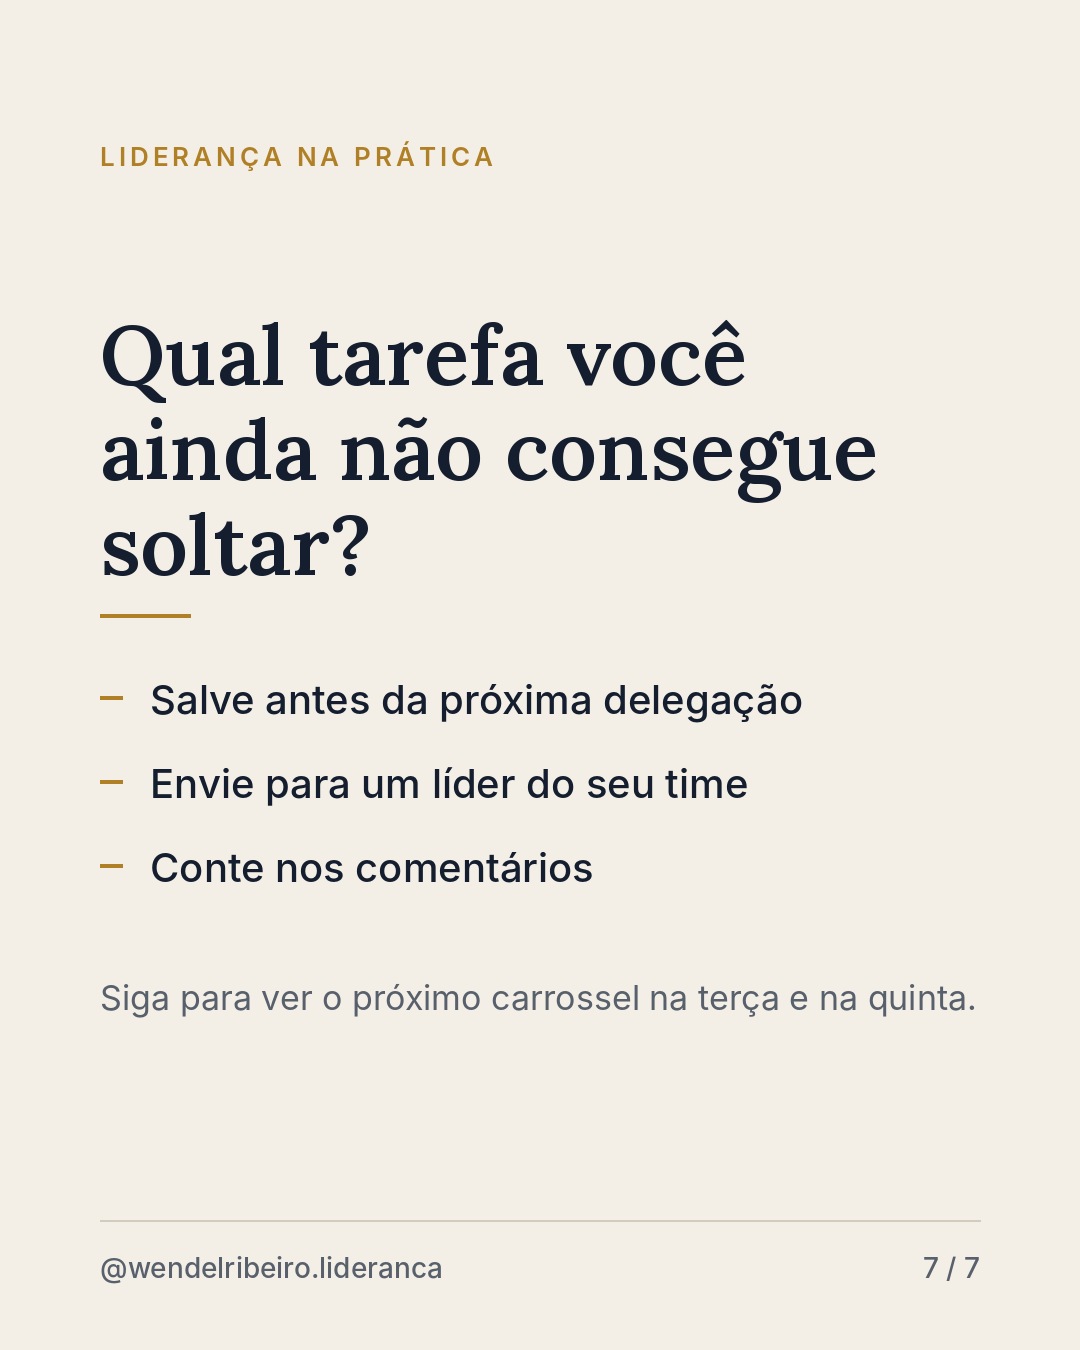 LIDERANÇA NA PRÁTICA
Qual tarefa você
ainda não consegue
soltar?
– Salve antes da próxima delegação
– Envie para um líder do seu time
– Conte nos comentários
Siga para ver o próximo carrossel na terça e na quinta.
@wendelribeiro.lideranca
7 / 7